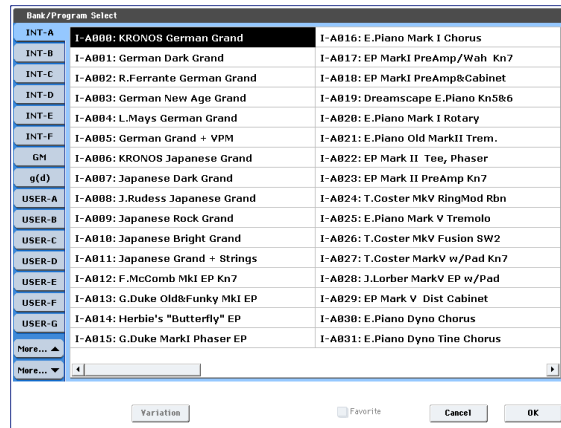 Bank/Program Select
INT-A
INT-B
INT-C
INT-D
INT-E
INT-F
GM
g(d)
USER-A
USER-B
USER-C
USER-D
USER-E
USER-F
USER-G
More...
More...
I-A000: KRONOS German Grand
I-A001: German Dark Grand
I-A002: R.Ferrante German Grand
I-A003: German New Age Grand
I-A004: L.Mays German Grand
I-A005: German Grand + VPM
I-A006: KRONOS Japanese Grand
I-A007: Japanese Dark Grand
I-A008: J.Rudess Japanese Grand
I-A009: Japanese Rock Grand
I-A010: Japanese Bright Grand
I-A011: Japanese Grand + Strings
I-A012: F.McComb MkI EP Kn7
I-A013: G.Duke Old&Funky MkI EP
I-A014: Herbie's "Butterfly" EP
I-A015: G.Duke MarkI Phaser EP
I-A016: E.Piano Mark I Chorus
I-A017: EP MarkI PreAmp/Wah Kn7
I-A018: EP MarkI PreAmp&Cabinet
I-A019: Dreamscape E.Piano Kn5&6
I-A020: E.Piano Mark I Rotary
I-A021: E.Piano Old MarkII Trem.
I-A022: EP Mark II Tee, Phaser
I-A023: EP Mark II PreAmp Kn7
I-A024: T.Coster MkV RingMod Rbn
I-A025: E.Piano Mark V Tremolo
I-A026: T.Coster MkV Fusion SW2
I-A027: T.Coster MarkV w/Pad Kn7
I-A028: J.Lorber MarkV EP w/Pad
I-A029: EP Mark V Dist Cabinet
I-A030: E.Piano Dyno Chorus
I-A031: E.Piano Dyno Tine Chorus
Variation
Favorite
Cancel
OK